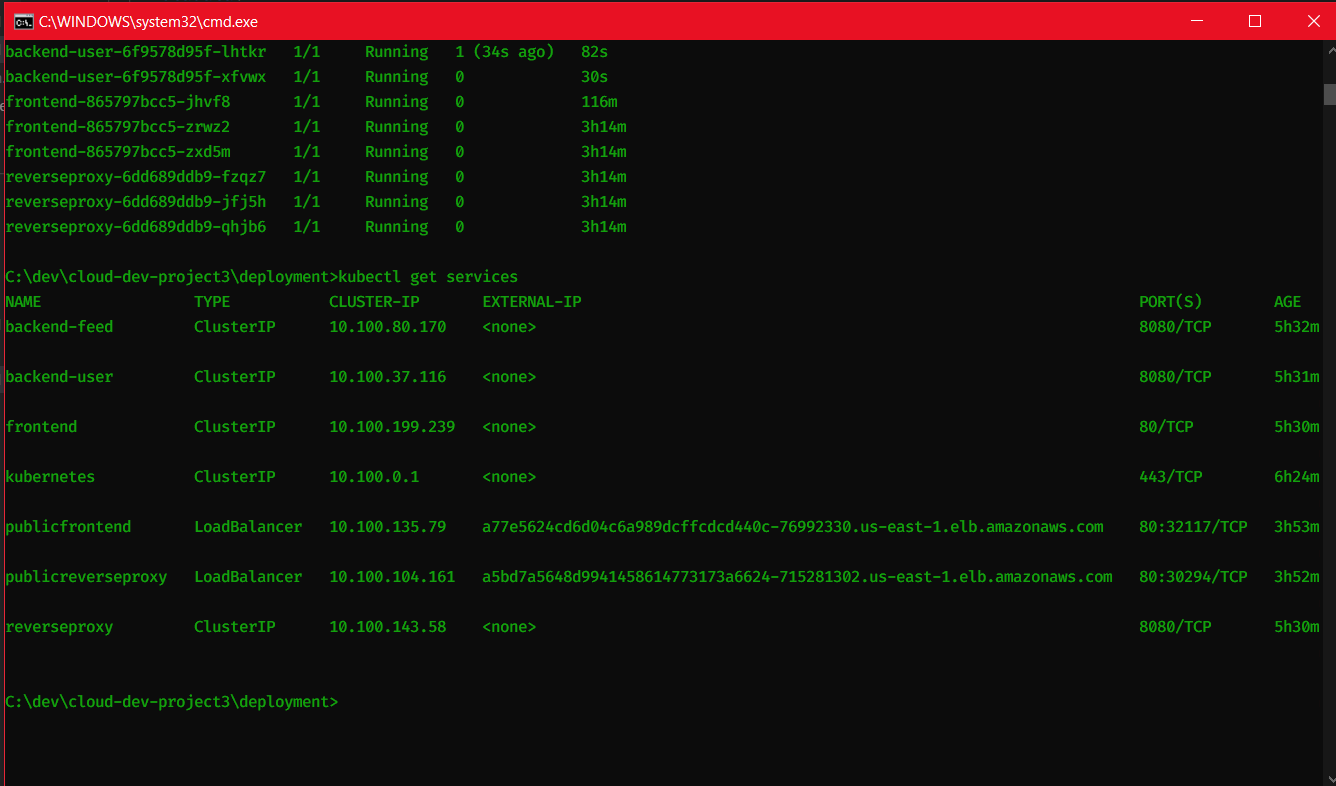 C:\WINDOWS\system32\cmd.exe
backend-user-6f9578d95f-lhtkr 1/1 Running 1 (34s ago) 82s
backend-user-6f9578d95f-xfvwx 1/1 Running 0 30s
frontend-865797bcc5-jhvf8 1/1 Running 0 116m
frontend-865797bcc5-zrwz2 1/1 Running 0 3h14m
frontend-865797bcc5-zxd5m 1/1 Running 0 3h14m
reverseproxy-6dd689ddb9-fzqz7 1/1 Running 0 3h14m
reverseproxy-6dd689ddb9-jfj5h 1/1 Running 0 3h14m
reverseproxy-6dd689ddb9-qhjb6 1/1 Running 0 3h14m
C:\dev\cloud-dev-project3\deployment>kubectl get services
NAME TYPE CLUSTER-IP EXTERNAL-IP PORT(S) AGE
backend-feed ClusterIP 10.100.80.170 <none> 8080/TCP 5h32m
backend-user ClusterIP 10.100.37.116 <none> 8080/TCP 5h31m
frontend ClusterIP 10.100.199.239 <none> 80/TCP 5h30m
kubernetes ClusterIP 10.100.0.1 <none> 443/TCP 6h24m
publicfrontend LoadBalancer 10.100.135.79 a77e5624cd6d04c6a989dcffcdcd440c-76992330.us-east-1.elb.amazonaws.com 80:32117/TCP 3h53m
publicreverseproxy LoadBalancer 10.100.104.161 a5bd7a5648d9941458614773173a6624-715281302.us-east-1.elb.amazonaws.com 80:30294/TCP 3h52m
reverseproxy ClusterIP 10.100.143.58 <none> 8080/TCP 5h30m
C:\dev\cloud-dev-project3\deployment>